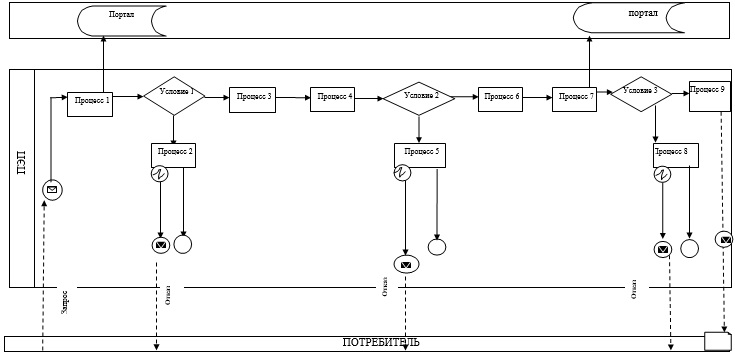 Портал
портал
ПЭП
Процесс 1
Условие 1
Процесс 3
Процесс 4
Условие 2
Процесс 6
Процесс 7
Условие 3
Процесс 9
Процесс 2
Процесс 5
Процесс 8
Запрос
Отказ
Отказ
Отказ
ПОТРЕБИТЕЛЬ